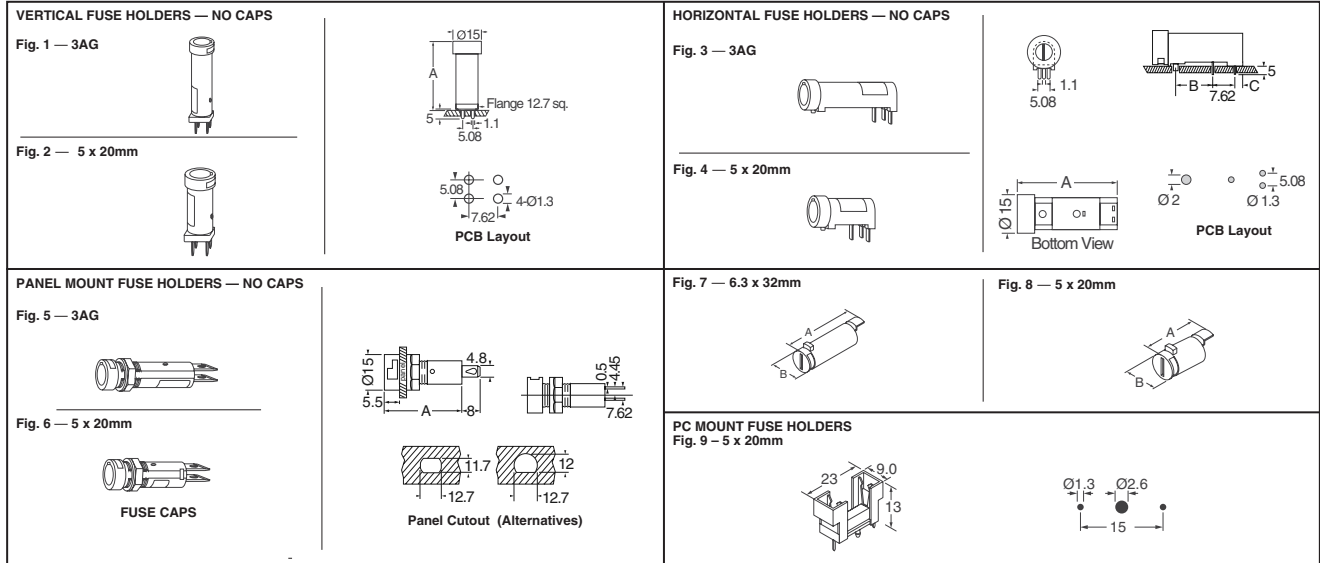 VERTICAL FUSE HOLDERS — NO CAPS
Fig. 1 — 3AG
Ø15
A
Flange 12.7 sq.
5
1.1
5.08
Fig. 2 — 5 x 20mm
5.08
4-Ø1.3
7.62
PCB Layout
HORIZONTAL FUSE HOLDERS — NO CAPS
Fig. 3 — 3AG
1.1
5.08
5
B
C
7.62
Fig. 4 — 5 x 20mm
A
Ø 15
Bottom View
5.08
Ø 2
Ø 1.3
PCB Layout
PANEL MOUNT FUSE HOLDERS — NO CAPS
Fig. 5 — 3AG
Ø15
panel
4.8
5.5
A
8
0.5
4.45
7.62
Fig. 6 — 5 x 20mm
FUSE CAPS
11.7
12.7
12
12.7
Panel Cutout (Alternatives)
Fig. 7 — 6.3 x 32mm
A
B
Fig. 8 — 5 x 20mm
A
B
PC MOUNT FUSE HOLDERS
Fig. 9 – 5 x 20mm
23
9.0
13
Ø1.3
Ø2.6
15